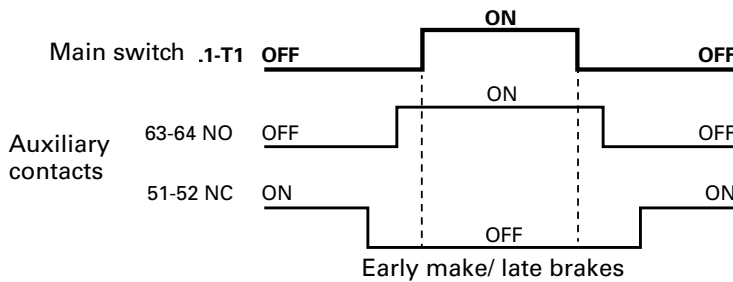 ON
Main switch .1-T1 OFF OFF
ON
63-64 NO OFF OFF
Auxiliary
contacts
51-52 NC ON ON
OFF
Early make/ late brakes